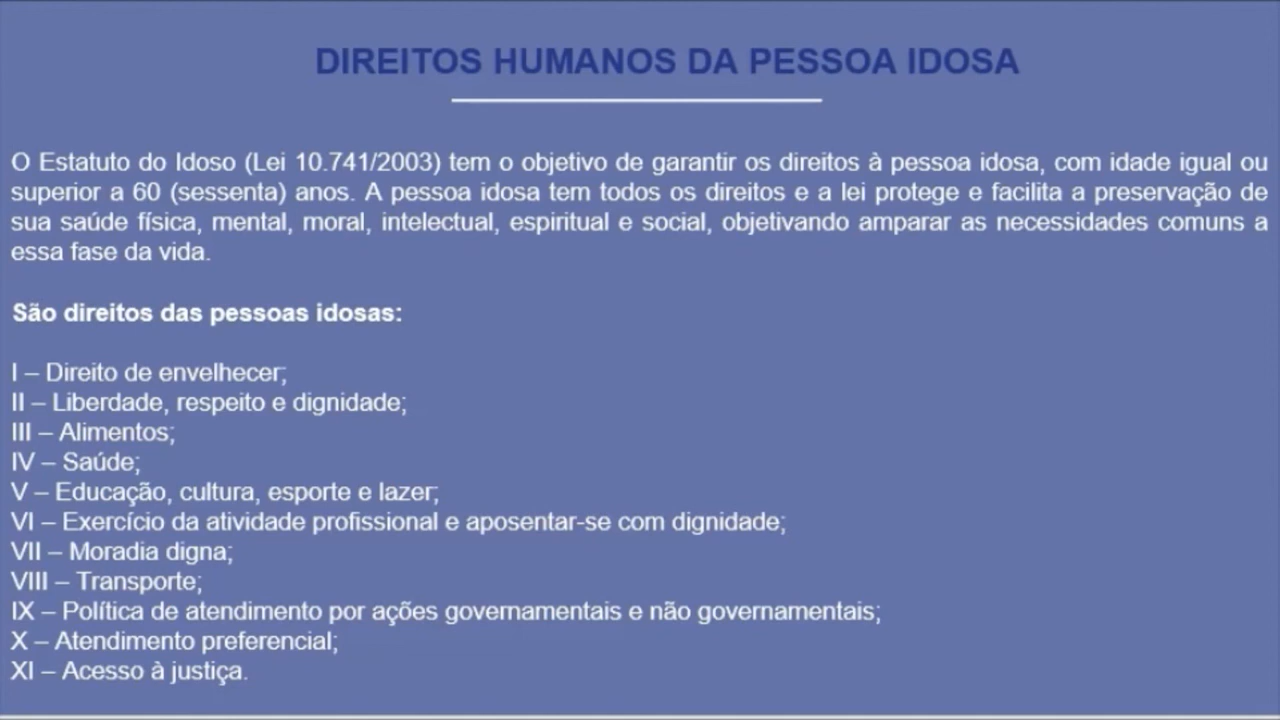 DIREITOS HUMANOS DA PESSOA IDOSA
O Estatuto do Idoso (Lei 10.741/2003) tem o objetivo de garantir os direitos à pessoa idosa, com idade igual ou
superior a 60 (sessenta) anos. A pessoa idosa tem todos os direitos e a lei protege e facilita a preservação de
sua saúde física, mental, moral, intelectual, espiritual e social, objetivando amparar as necessidades comuns a
essa fase da vida.
São direitos das pessoas idosas:
I – Direito de envelhecer;
II – Liberdade, respeito e dignidade;
III – Alimentos;
IV – Saúde;
V – Educação, cultura, esporte e lazer;
VI – Exercício da atividade profissional e aposentar-se com dignidade;
VII – Moradia digna;
VIII – Transporte;
IX – Política de atendimento por ações governamentais e não governamentais;
X – Atendimento preferencial;
XI – Acesso à justiça.